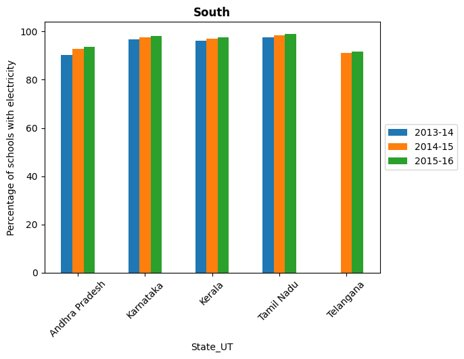 South
Percentage of schools with electricity
100
80
60
40
20
0
Andhra Pradesh
Karnataka
Kerala
Tamil Nadu
Telangana
State_UT
2013-14
2014-15
2015-16